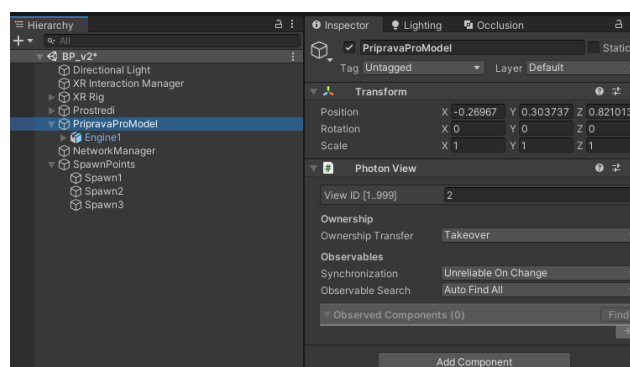 Hierarchy
All
BP_v2*
Directional Light
XR Interaction Manager
XR Rig
Prostredi
PripravaProModel
Engine1
NetworkManager
SpawnPoints
Spawn1
Spawn2
Spawn3
Inspector Lighting Occlusion
PripravaProModel Static
Tag Untagged Layer Default
Transform
Position X -0.26967 Y 0.303737 Z 0.821013
Rotation X 0 Y 0 Z 0
Scale X 1 Y 1 Z 1
Photon View
View ID [1..999] 2
Ownership
Ownership Transfer Takeover
Observables
Synchronization Unreliable On Change
Observable Search Auto Find All
Observed Components (0) Find
Add Component